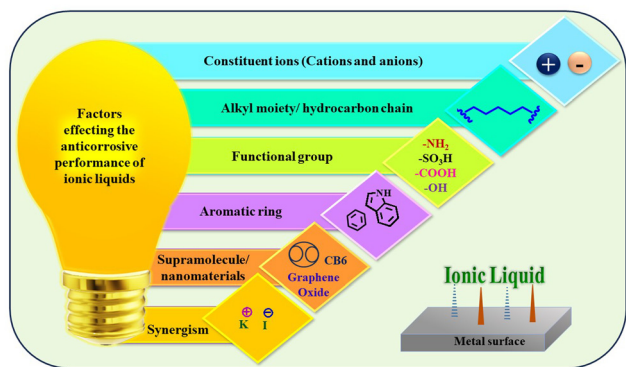 Factors
effecting the
anticorrosive
performance of
ionic liquids
Constituent ions (Cations and anions)
+ -
Alkyl moiety/ hydrocarbon chain
Functional group
-NH₂
-SO₃H
-COOH
-OH
Aromatic ring
NH
Supramolecule/
nanomaterials
CB6
Graphene
Oxide
Synergism
⊕ ⊖
K I
Ionic Liquid
Metal surface